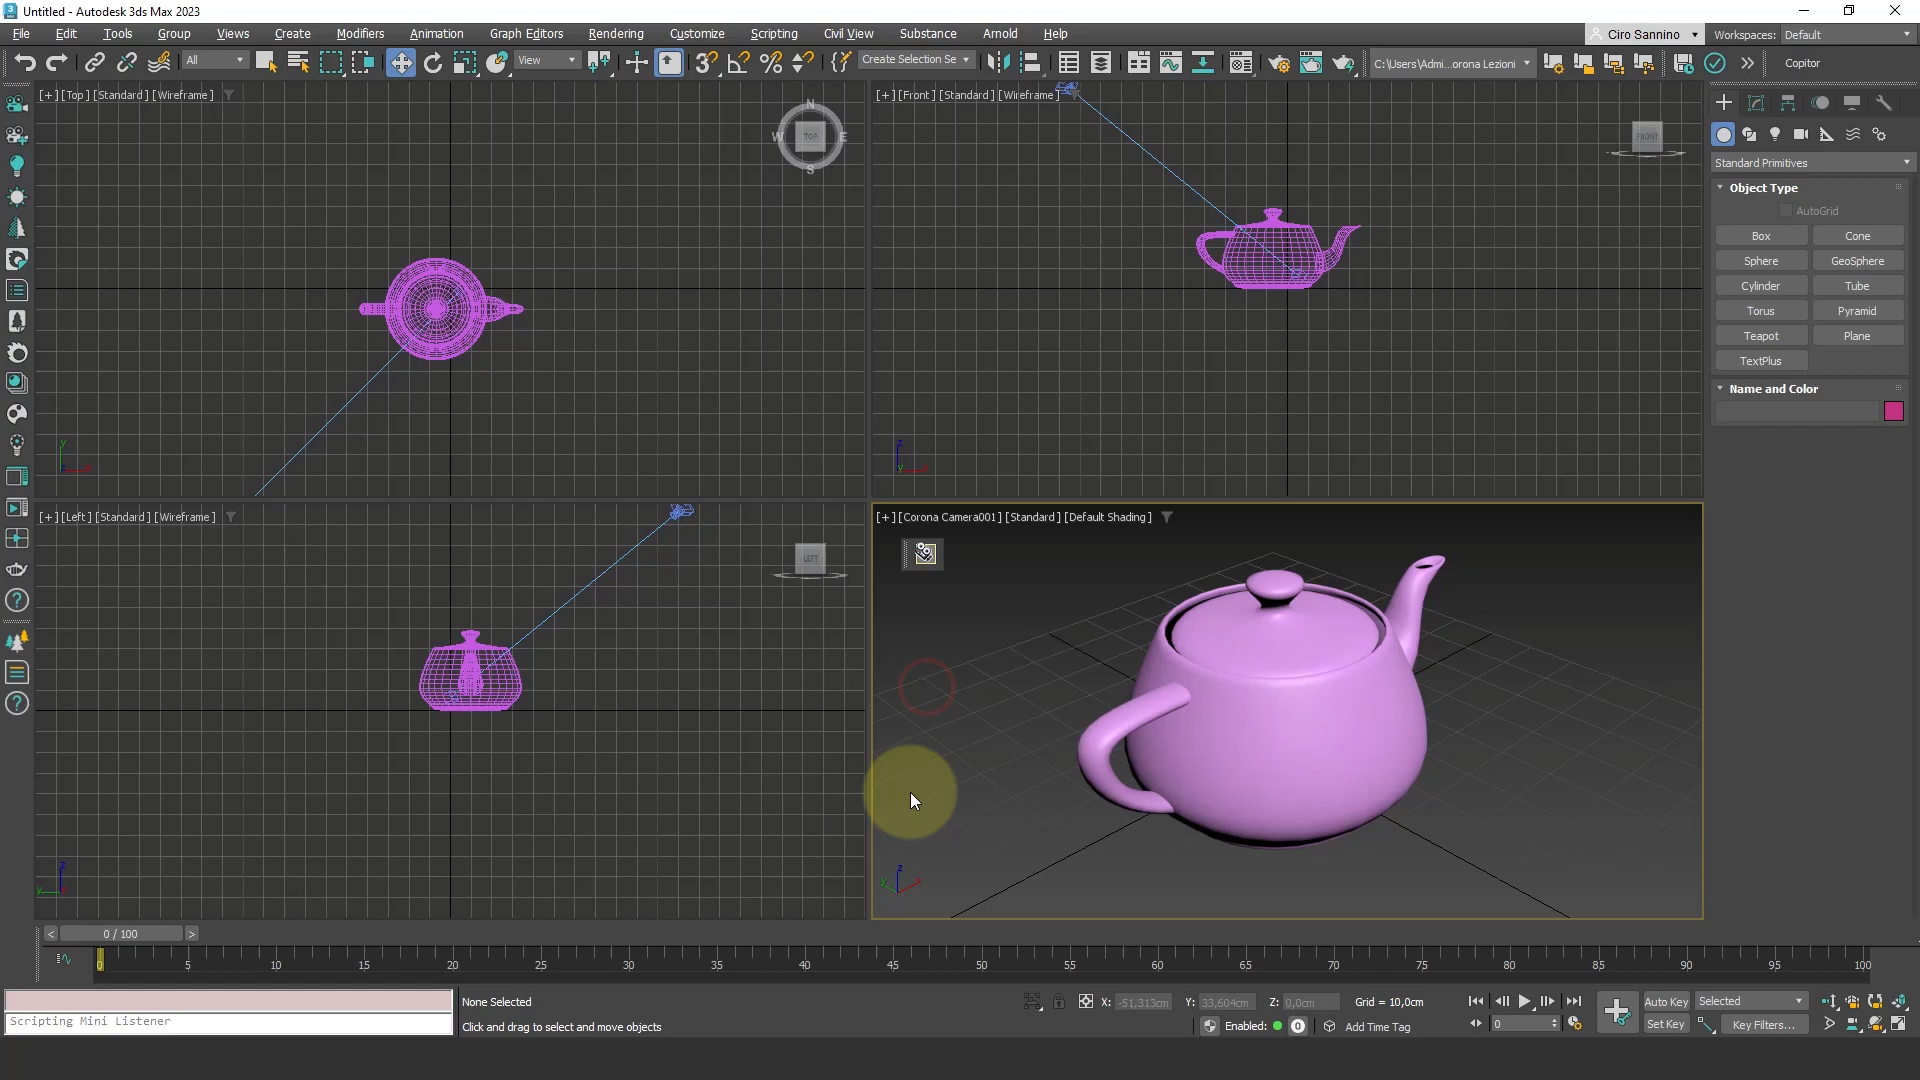 Untitled - Autodesk 3ds Max 2023
File Edit Tools Group Views Create Modifiers Animation Graph Editors Rendering Customize Scripting Civil View Substance Arnold Help
Ciro Sannino
Workspaces: Default
All
View
Create Selection Se
C:\Users\Admi...orona Lezioni
Copitor
[+] [Top] [Standard] [Wireframe]
N
W TOP E
S
[+] [Front] [Standard] [Wireframe]
FRONT
Standard Primitives
Object Type
AutoGrid
Box Cone
Sphere GeoSphere
Cylinder Tube
Torus Pyramid
Teapot Plane
TextPlus
Name and Color
y
z
z
y
[+] [Left] [Standard] [Wireframe]
LEFT
[+] [Corona Camera001] [Standard] [Default Shading]
z
y
z
y x
< 0 / 100 >
0 5 10 15 20 25 30 35 40 45 50 55 60 65 70 75 80 85 90 95 100
None Selected
X: -51,313cm Y: 33,604cm Z: 0,0cm Grid = 10,0cm
Auto Key Selected
Scripting Mini Listener
Click and drag to select and move objects
Enabled: 0 Add Time Tag
0
Set Key Key Filters...